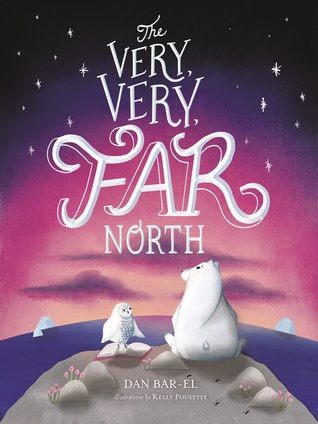 The
VERY,
VERY,
FAR
NORTH
DAN BAR-EL
illustrations by KELLY POUSETTE